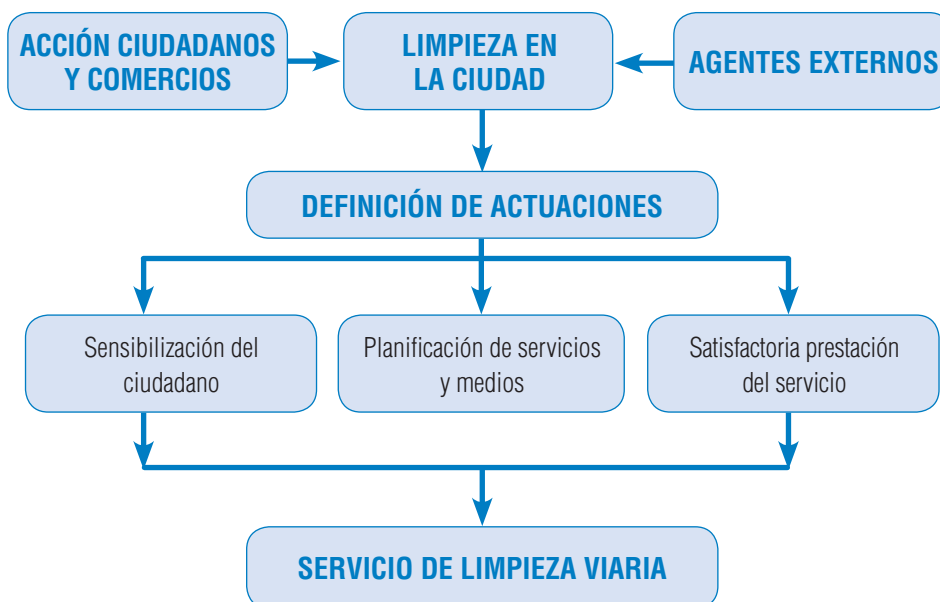 ACCIÓN CIUDADANOS
Y COMERCIOS
LIMPIEZA EN
LA CIUDAD
AGENTES EXTERNOS
DEFINICIÓN DE ACTUACIONES
Sensibilización del
ciudadano
Planificación de servicios
y medios
Satisfactoria prestación
del servicio
SERVICIO DE LIMPIEZA VIARIA